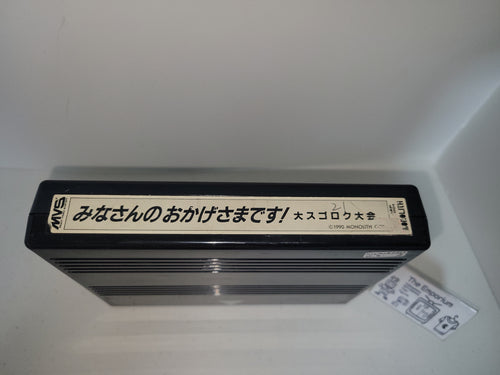 MVS
みなさんのおかげさまです! 大スゴロク大会
21
©1990 MONOLITH
MONOLITH
The Emporium